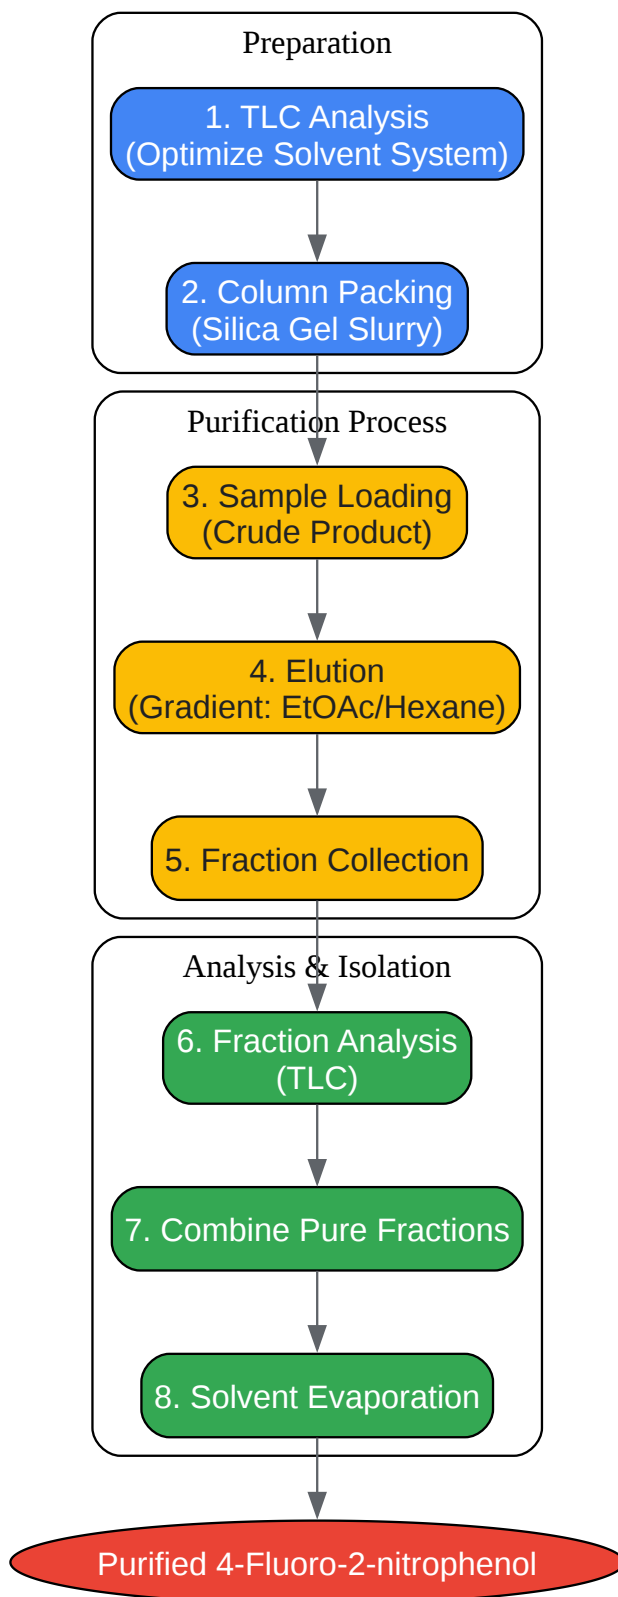 Preparation
1. TLC Analysis
(Optimize Solvent System)
2. Column Packing
(Silica Gel Slurry)
Purification Process
3. Sample Loading
(Crude Product)
4. Elution
(Gradient: EtOAc/Hexane)
5. Fraction Collection
Analysis & Isolation
6. Fraction Analysis
(TLC)
7. Combine Pure Fractions
8. Solvent Evaporation
Purified 4-Fluoro-2-nitrophenol